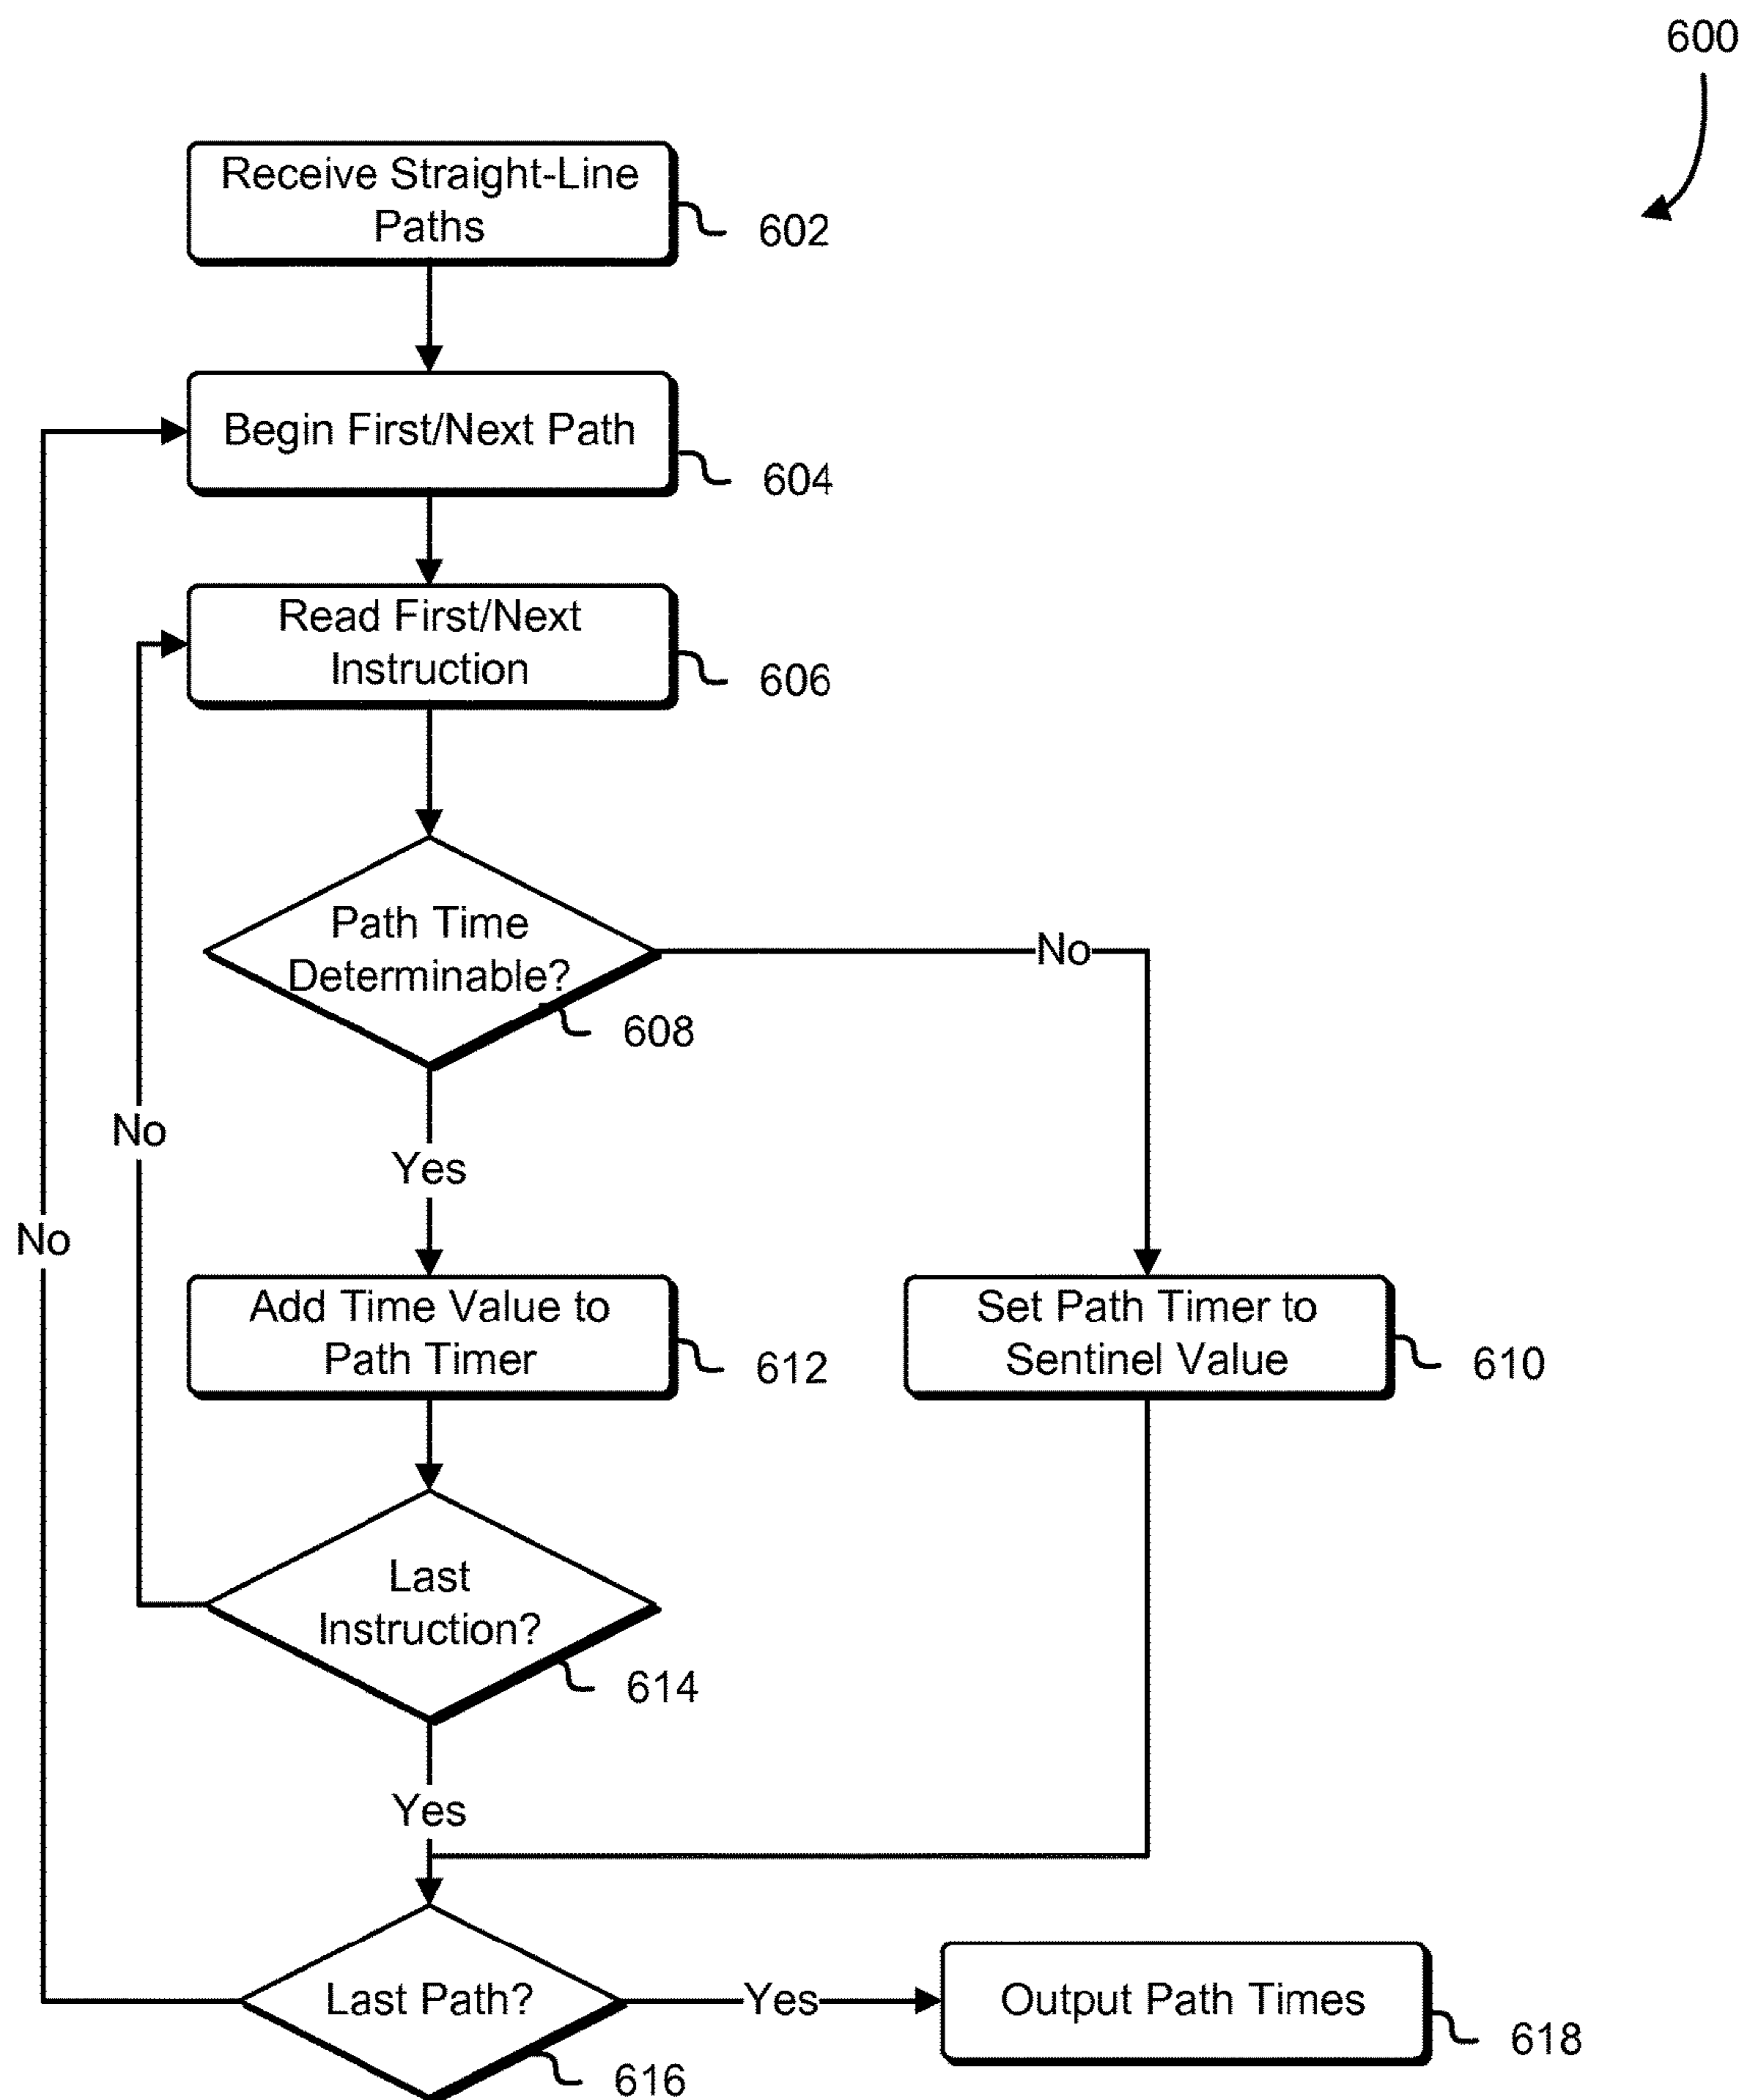 600
Receive Straight-Line
Paths
602
Begin First/Next Path
604
Read First/Next
Instruction
606
Path Time
Determinable?
No
608
No
Yes
No
Add Time Value to
Path Timer
612
Set Path Timer to
Sentinel Value
610
Last
Instruction?
614
Yes
Last Path?
Yes
Output Path Times
618
616